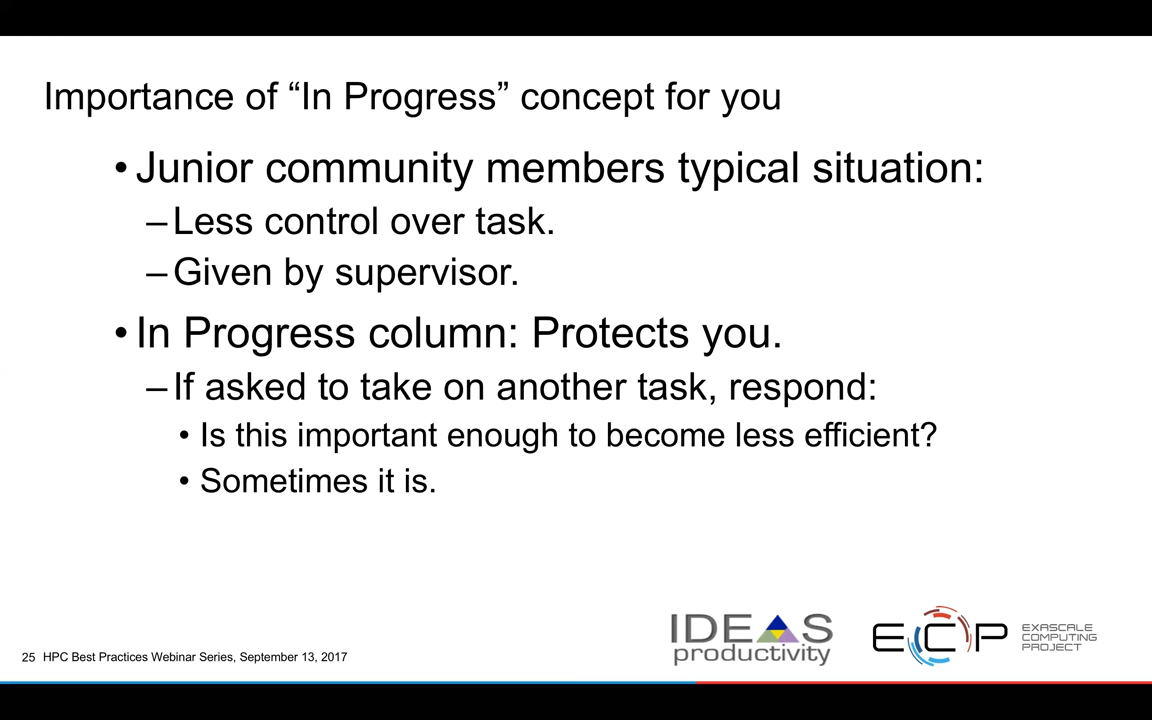 Importance of “In Progress” concept for you
• Junior community members typical situation:
– Less control over task.
– Given by supervisor.
• In Progress column: Protects you.
– If asked to take on another task, respond:
• Is this important enough to become less efficient?
• Sometimes it is.
25 HPC Best Practices Webinar Series, September 13, 2017
IDEAS
productivity
ECP
EXASCALE
COMPUTING
PROJECT